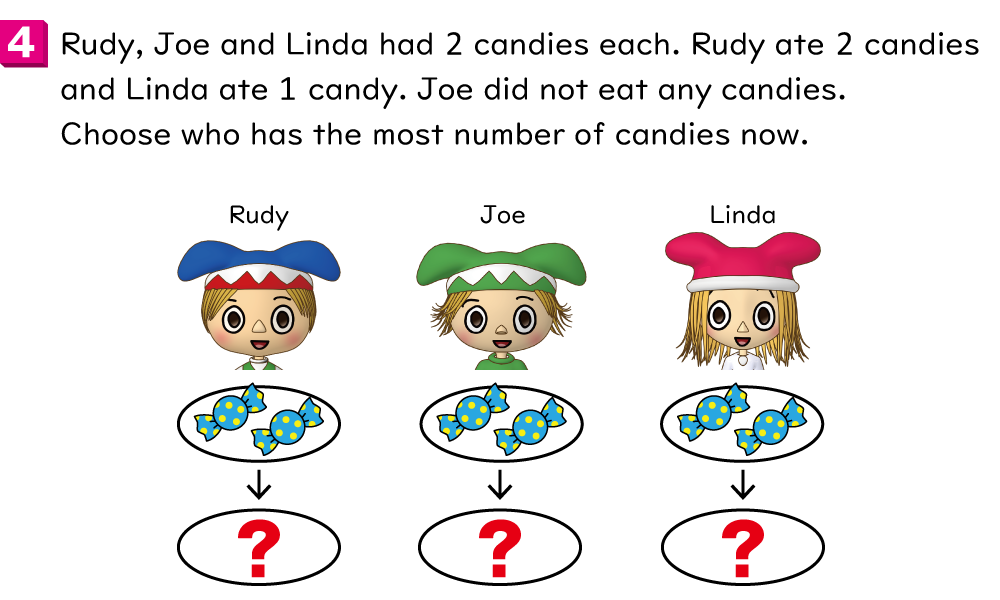 4 Rudy, Joe and Linda had 2 candies each. Rudy ate 2 candies
and Linda ate 1 candy. Joe did not eat any candies.
Choose who has the most number of candies now.
Rudy Joe Linda
? ? ?